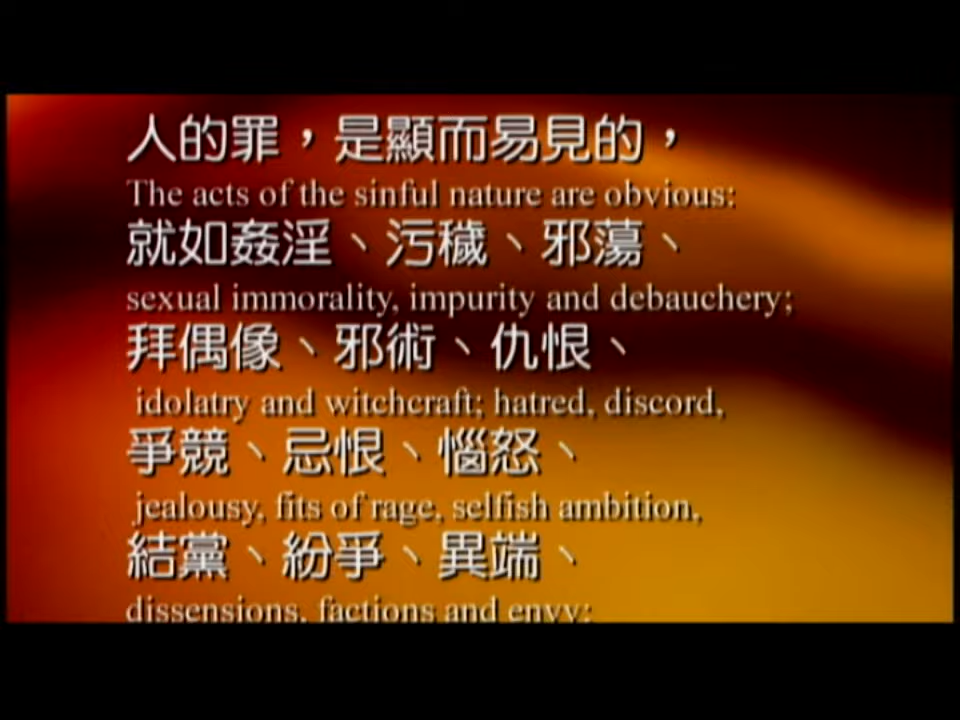 人的罪，是顯而易見的，
The acts of the sinful nature are obvious:
就如姦淫、污穢、邪蕩、
sexual immorality, impurity and debauchery;
拜偶像、邪術、仇恨、
idolatry and witchcraft; hatred, discord,
爭競、忌恨、惱怒、
jealousy, fits of rage, selfish ambition,
結黨、紛爭、異端、
dissensions, factions and envy;